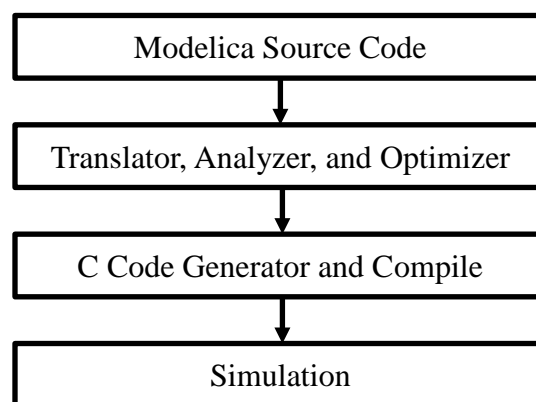 Modelica Source Code
Translator, Analyzer, and Optimizer
C Code Generator and Compile
Simulation